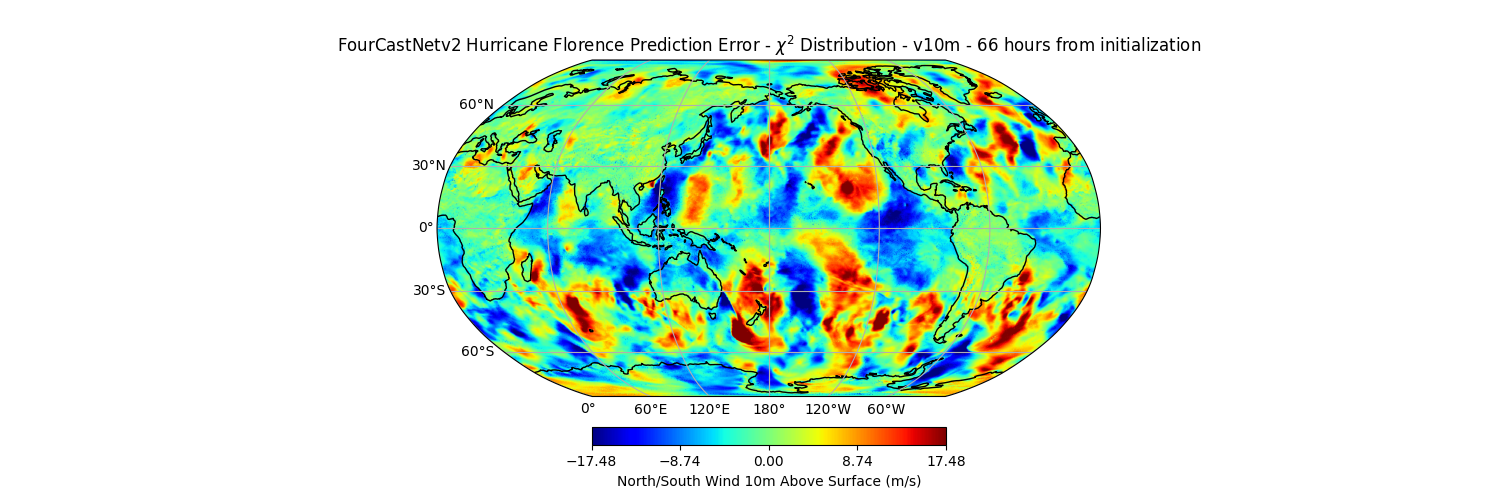 FourCastNetv2 Hurricane Florence Prediction Error - χ² Distribution - v10m - 66 hours from initialization
60°N
30°N
0°
30°S
60°S
0° 60°E 120°E 180° 120°W 60°W
−17.48 −8.74 0.00 8.74 17.48
North/South Wind 10m Above Surface (m/s)